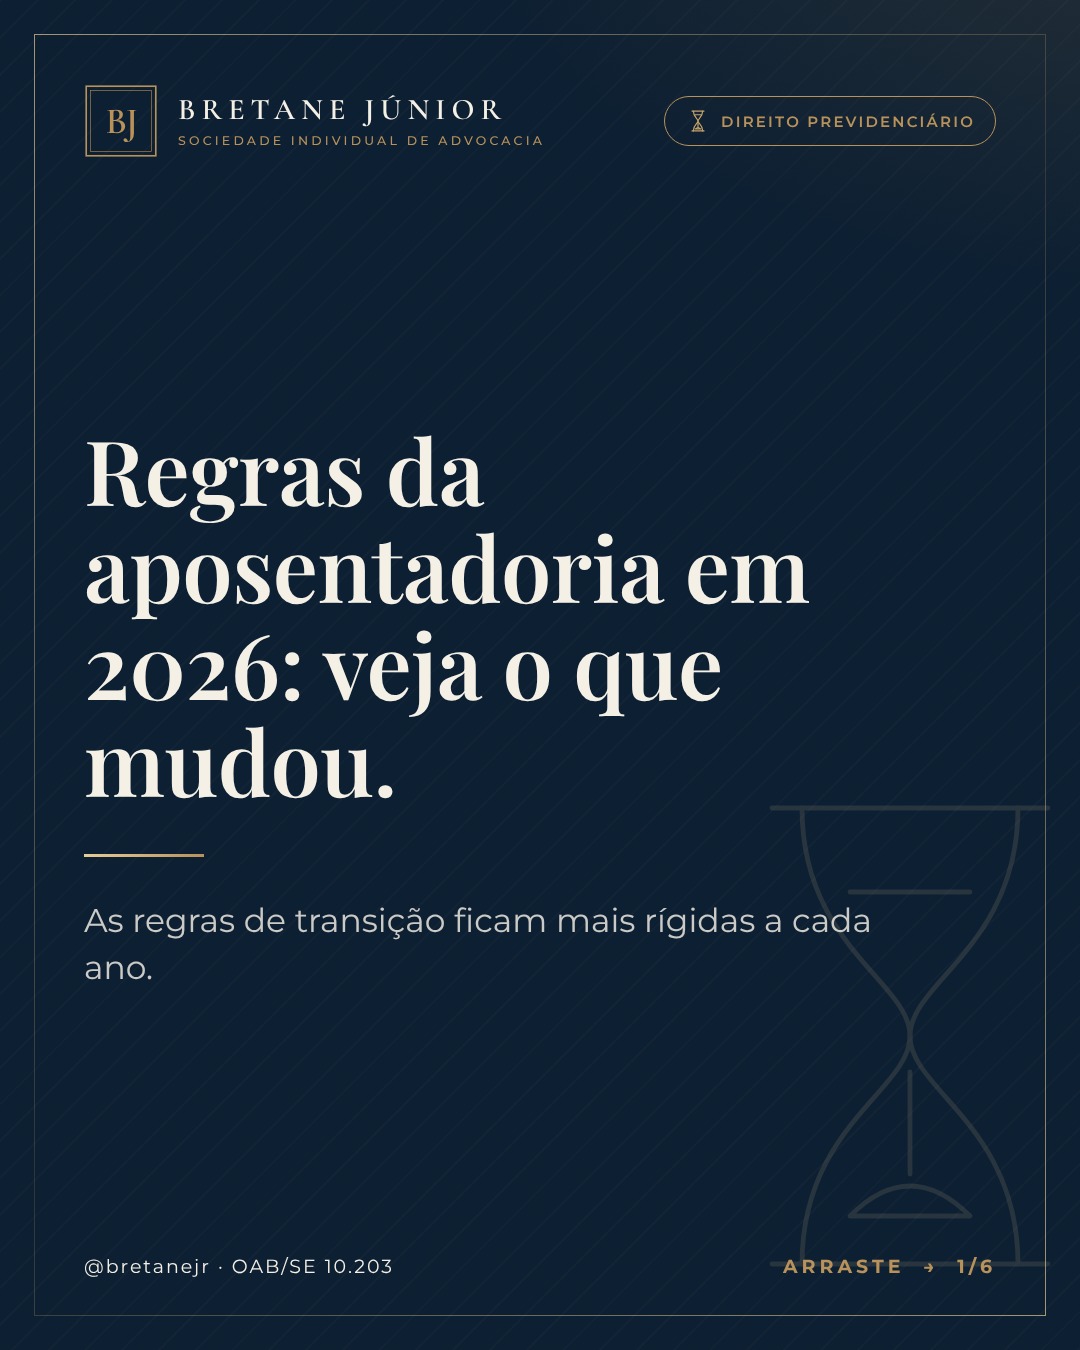 BJ
BRETANE JÚNIOR
SOCIEDADE INDIVIDUAL DE ADVOCACIA
DIREITO PREVIDENCIÁRIO
Regras da
aposentadoria em
2026: veja o que
mudou.
As regras de transição ficam mais rígidas a cada
ano.
@bretanejr · OAB/SE 10.203
ARRASTE → 1/6